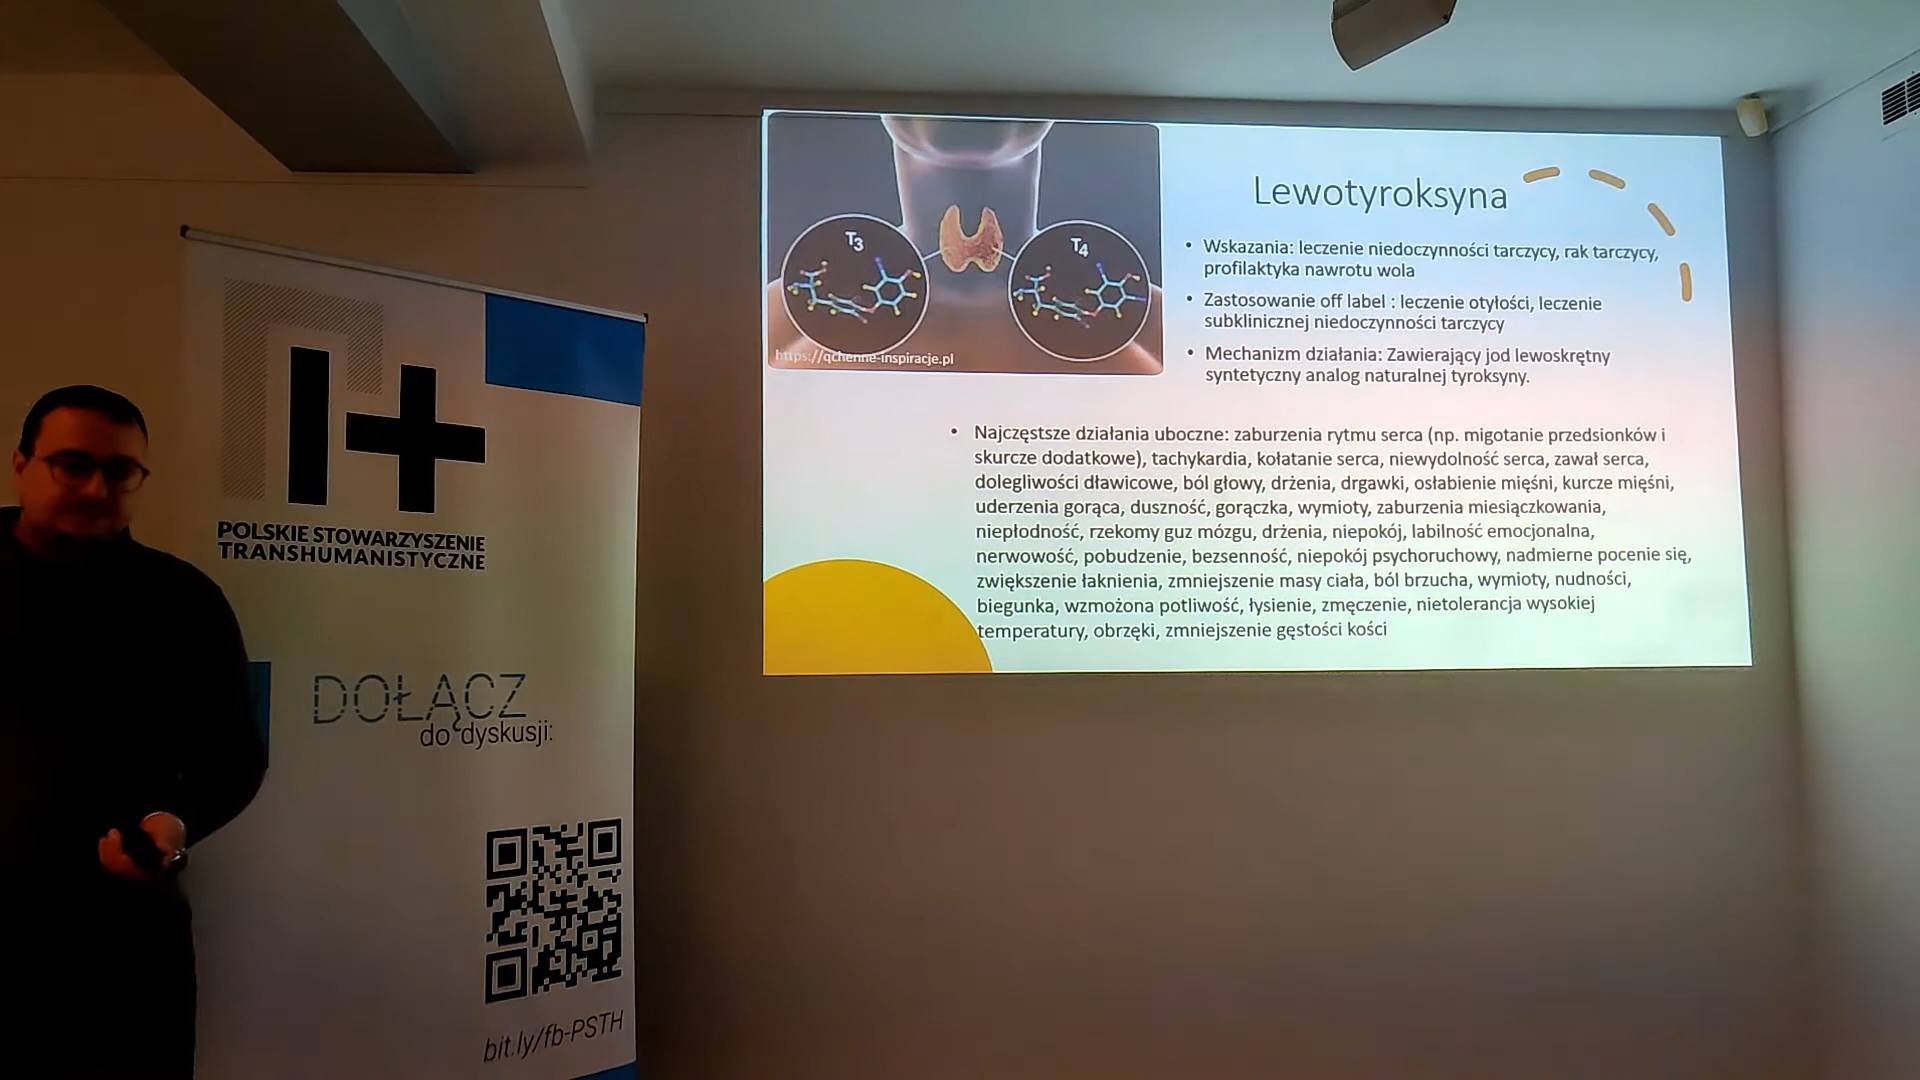 POLSKIE STOWARZYSZENIE
TRANSHUMANISTYCZNE
DOŁĄCZ
do dyskusji:
bit.ly/fb-PSTH
T3
T4
https://qchenne-inspiracje.pl
Lewotyroksyna
• Wskazania: leczenie niedoczynności tarczycy, rak tarczycy,
profilaktyka nawrotu wola
• Zastosowanie off label : leczenie otyłości, leczenie
subklinicznej niedoczynności tarczycy
• Mechanizm działania: Zawierający jod lewoskrętny
syntetyczny analog naturalnej tyroksyny.
• Najczęstsze działania uboczne: zaburzenia rytmu serca (np. migotanie przedsionków i
skurcze dodatkowe), tachykardia, kołatanie serca, niewydolność serca, zawał serca,
dolegliwości dławicowe, ból głowy, drżenia, drgawki, osłabienie mięśni, kurcze mięśni,
uderzenia gorąca, duszność, gorączka, wymioty, zaburzenia miesiączkowania,
niepłodność, rzekomy guz mózgu, drżenia, niepokój, labilność emocjonalna,
nerwowość, pobudzenie, bezsenność, niepokój psychoruchowy, nadmierne pocenie się,
zwiększenie łaknienia, zmniejszenie masy ciała, ból brzucha, wymioty, nudności,
biegunka, wzmożona potliwość, łysienie, zmęczenie, nietolerancja wysokiej
temperatury, obrzęki, zmniejszenie gęstości kości